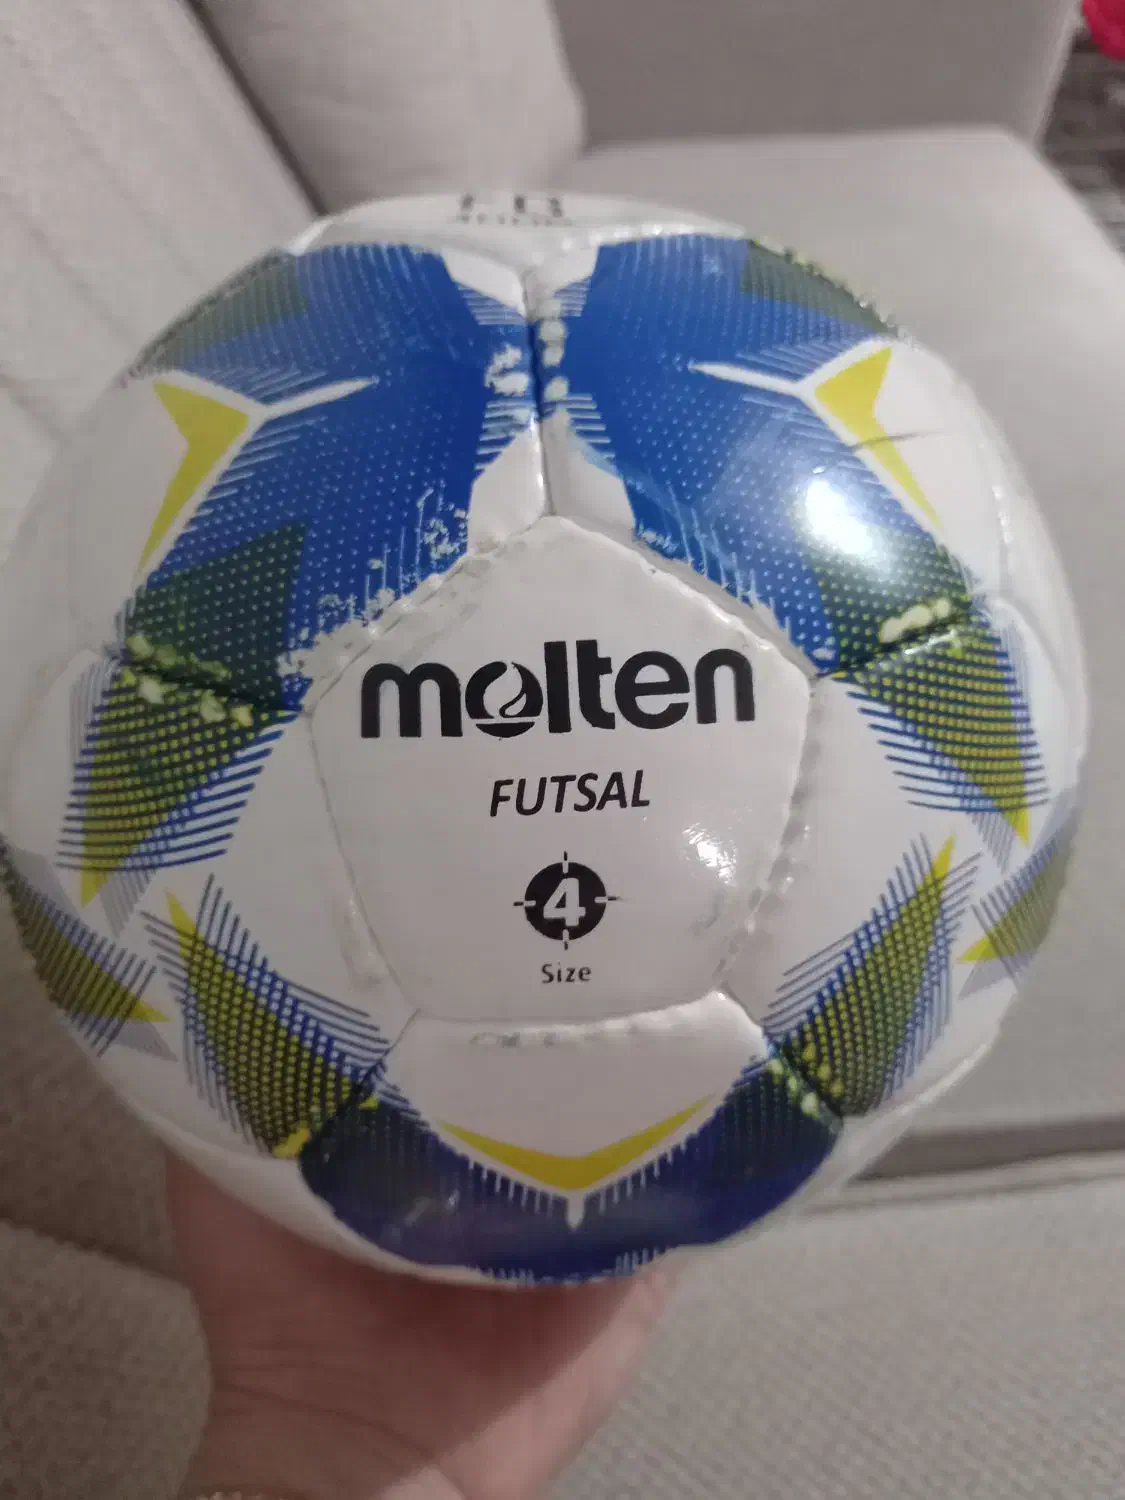 molten
FUTSAL
4
Size